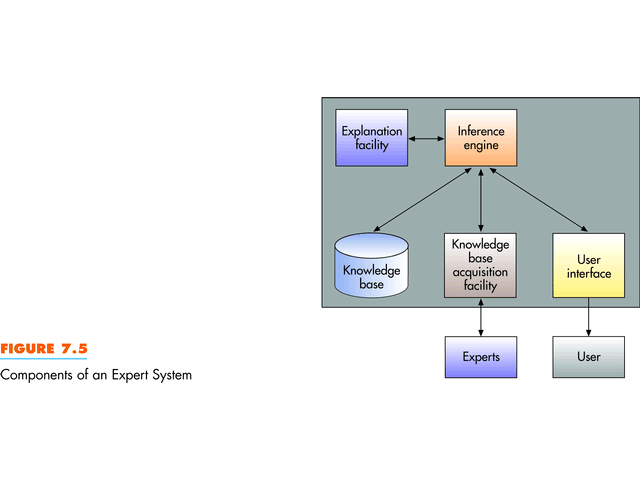 Explanation
facility
Inference
engine
Knowledge
base
Knowledge
base
acquisition
facility
User
interface
Experts
User
FIGURE 7.5
Components of an Expert System